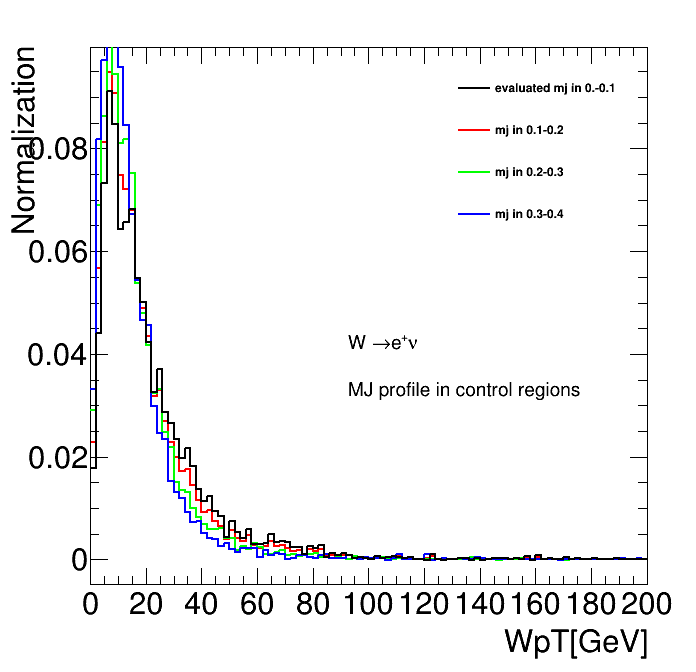 Normalization
evaluated mj in 0.-0.1
mj in 0.1-0.2
mj in 0.2-0.3
mj in 0.3-0.4
W →e⁺ν
MJ profile in control regions
0.08
0.06
0.04
0.02
0
0 20 40 60 80 100 120 140 160 180 200
WpT[GeV]